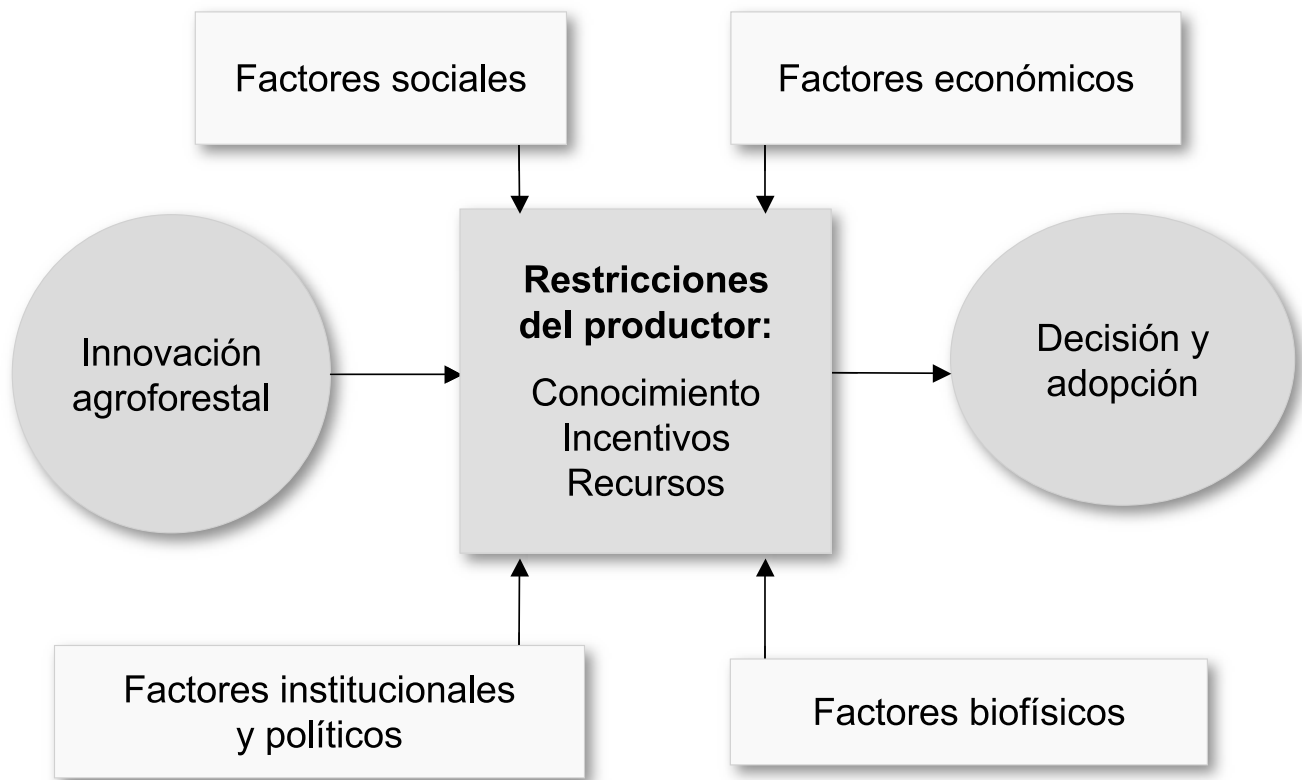 Factores sociales
Factores económicos
Innovación
agroforestal
Restricciones
del productor:
Conocimiento
Incentivos
Recursos
Decisión y
adopción
Factores institucionales
y políticos
Factores biofísicos